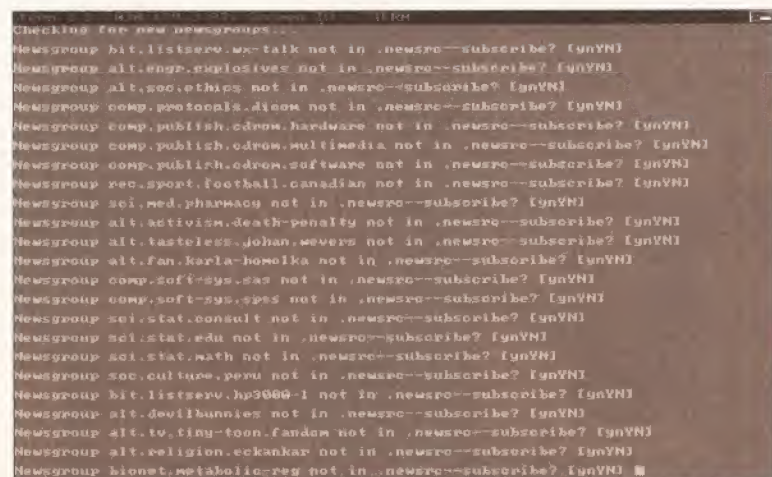 Checking for new newsgroups...
Newsgroup bit.listserv.wx-talk not in .newsrc--subscribe? [ynYN]
Newsgroup alt.engr.explosives not in .newsrc--subscribe? [ynYN]
Newsgroup alt.soc.ethics not in .newsrc--subscribe? [ynYN]
Newsgroup comp.protocols.dicom not in .newsrc--subscribe? [ynYN]
Newsgroup comp.publish.cdrom.hardware not in .newsrc--subscribe? [ynYN]
Newsgroup comp.publish.cdrom.multimedia not in .newsrc--subscribe? [ynYN]
Newsgroup comp.publish.cdrom.software not in .newsrc--subscribe? [ynYN]
Newsgroup rec.sport.football.canadian not in .newsrc--subscribe? [ynYN]
Newsgroup sci.med.pharmacy not in .newsrc--subscribe? [ynYN]
Newsgroup alt.activism.death-penalty not in .newsrc--subscribe? [ynYN]
Newsgroup alt.tasteless.johan.wevers not in .newsrc--subscribe? [ynYN]
Newsgroup alt.fan.karla-homolka not in .newsrc--subscribe? [ynYN]
Newsgroup comp.soft-sys.sas not in .newsrc--subscribe? [ynYN]
Newsgroup comp.soft-sys.spss not in .newsrc--subscribe? [ynYN]
Newsgroup sci.stat.consult not in .newsrc--subscribe? [ynYN]
Newsgroup sci.stat.edu not in .newsrc--subscribe? [ynYN]
Newsgroup sci.stat.math not in .newsrc--subscribe? [ynYN]
Newsgroup soc.culture.peru not in .newsrc--subscribe? [ynYN]
Newsgroup bit.listserv.hp3000-l not in .newsrc--subscribe? [ynYN]
Newsgroup alt.devilbunnies not in .newsrc--subscribe? [ynYN]
Newsgroup alt.tv.tiny-toon.fandom not in .newsrc--subscribe? [ynYN]
Newsgroup alt.religion.eckankar not in .newsrc--subscribe? [ynYN]
Newsgroup bionet.metabolic-reg not in .newsrc--subscribe? [ynYN]